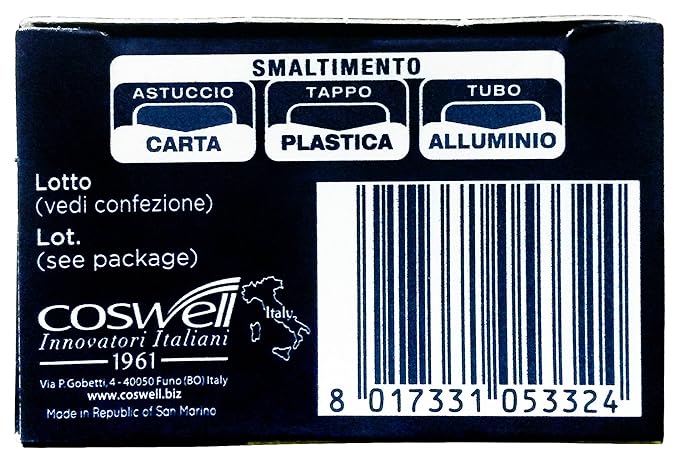 SMALTIMENTO
ASTUCCIO TAPPO TUBO
CARTA PLASTICA ALLUMINIO
Lotto
(vedi confezione)
Lot.
(see package)
coswell
Innovatori Italiani
1961
Italy
Via P. Gobetti, 4 - 40050 Funo (BO) Italy
www.coswell.biz
Made in Republic of San Marino
8 017331 053324